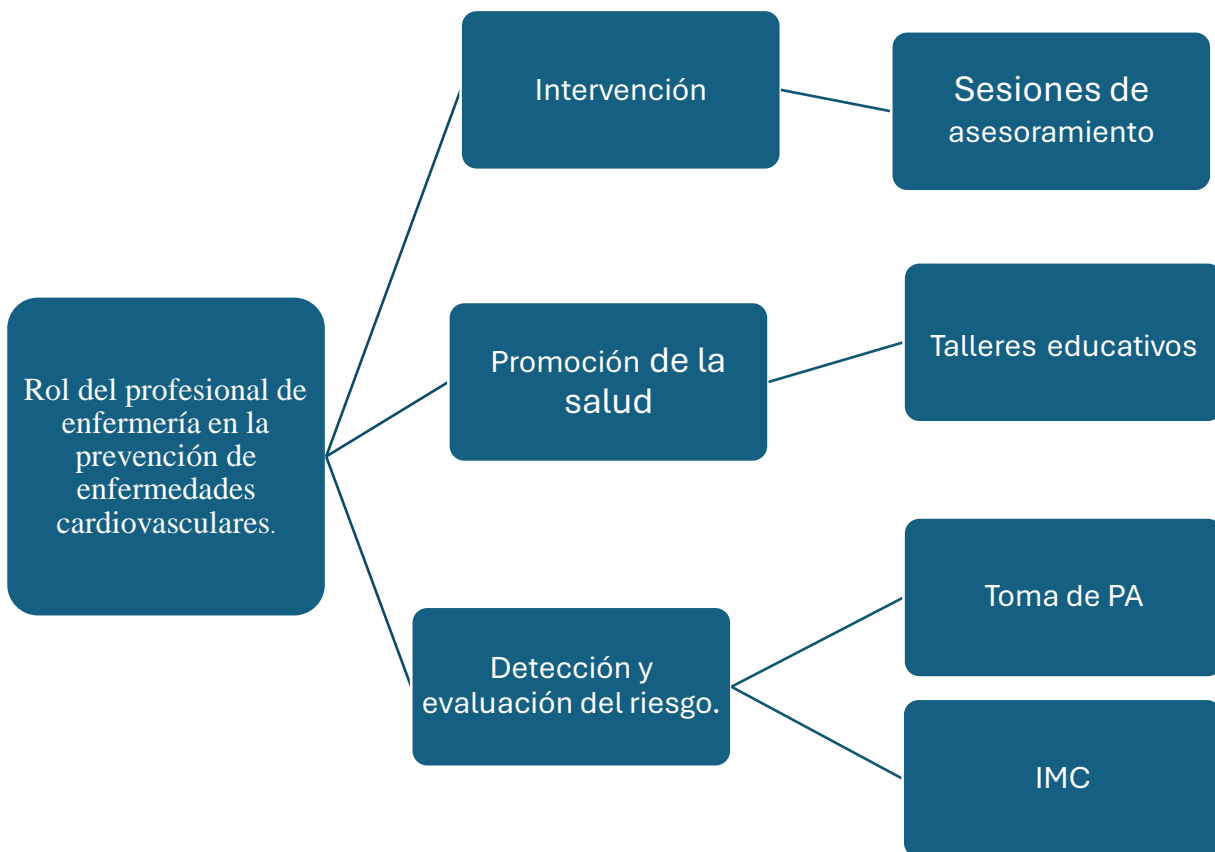 Rol del profesional de
enfermería en la
prevención de
enfermedades
cardiovasculares.
Intervención
Sesiones de
asesoramiento
Promoción de la
salud
Talleres educativos
Detección y
evaluación del riesgo.
Toma de PA
IMC